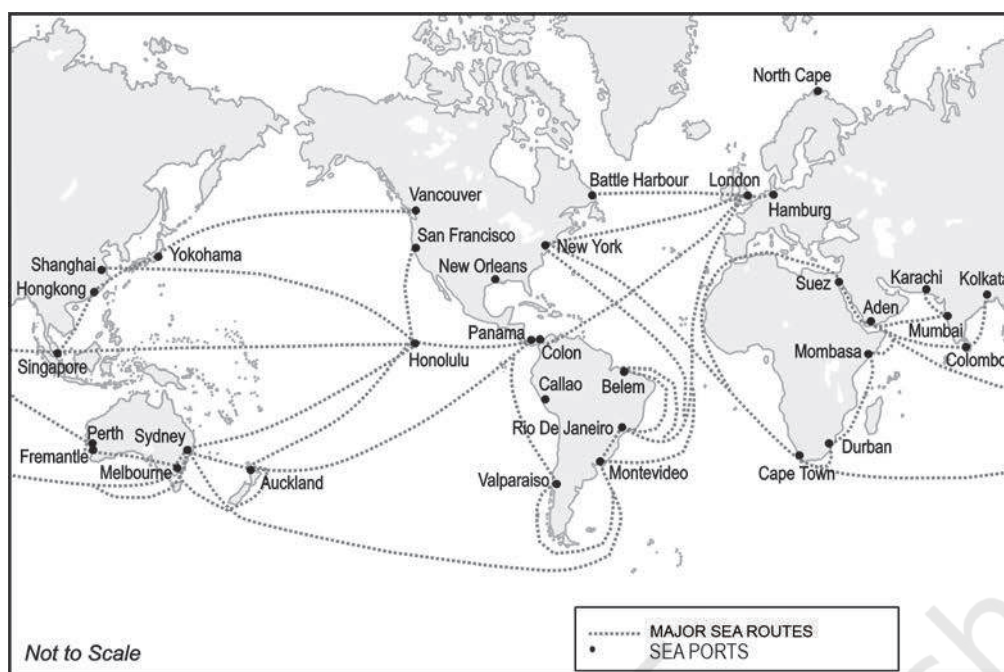 North Cape
Battle Harbour
London
Hamburg
Vancouver
San Francisco
New York
Yokohama
Shanghai
Hongkong
New Orleans
Suez
Karachi
Kolkata
Aden
Mumbai
Panama
Colon
Honolulu
Singapore
Mombasa
Colombo
Callao
Belem
Rio De Janeiro
Perth
Sydney
Fremantle
Melbourne
Auckland
Valparaiso
Montevideo
Cape Town
Durban
MAJOR SEA ROUTES
SEA PORTS
Not to Scale